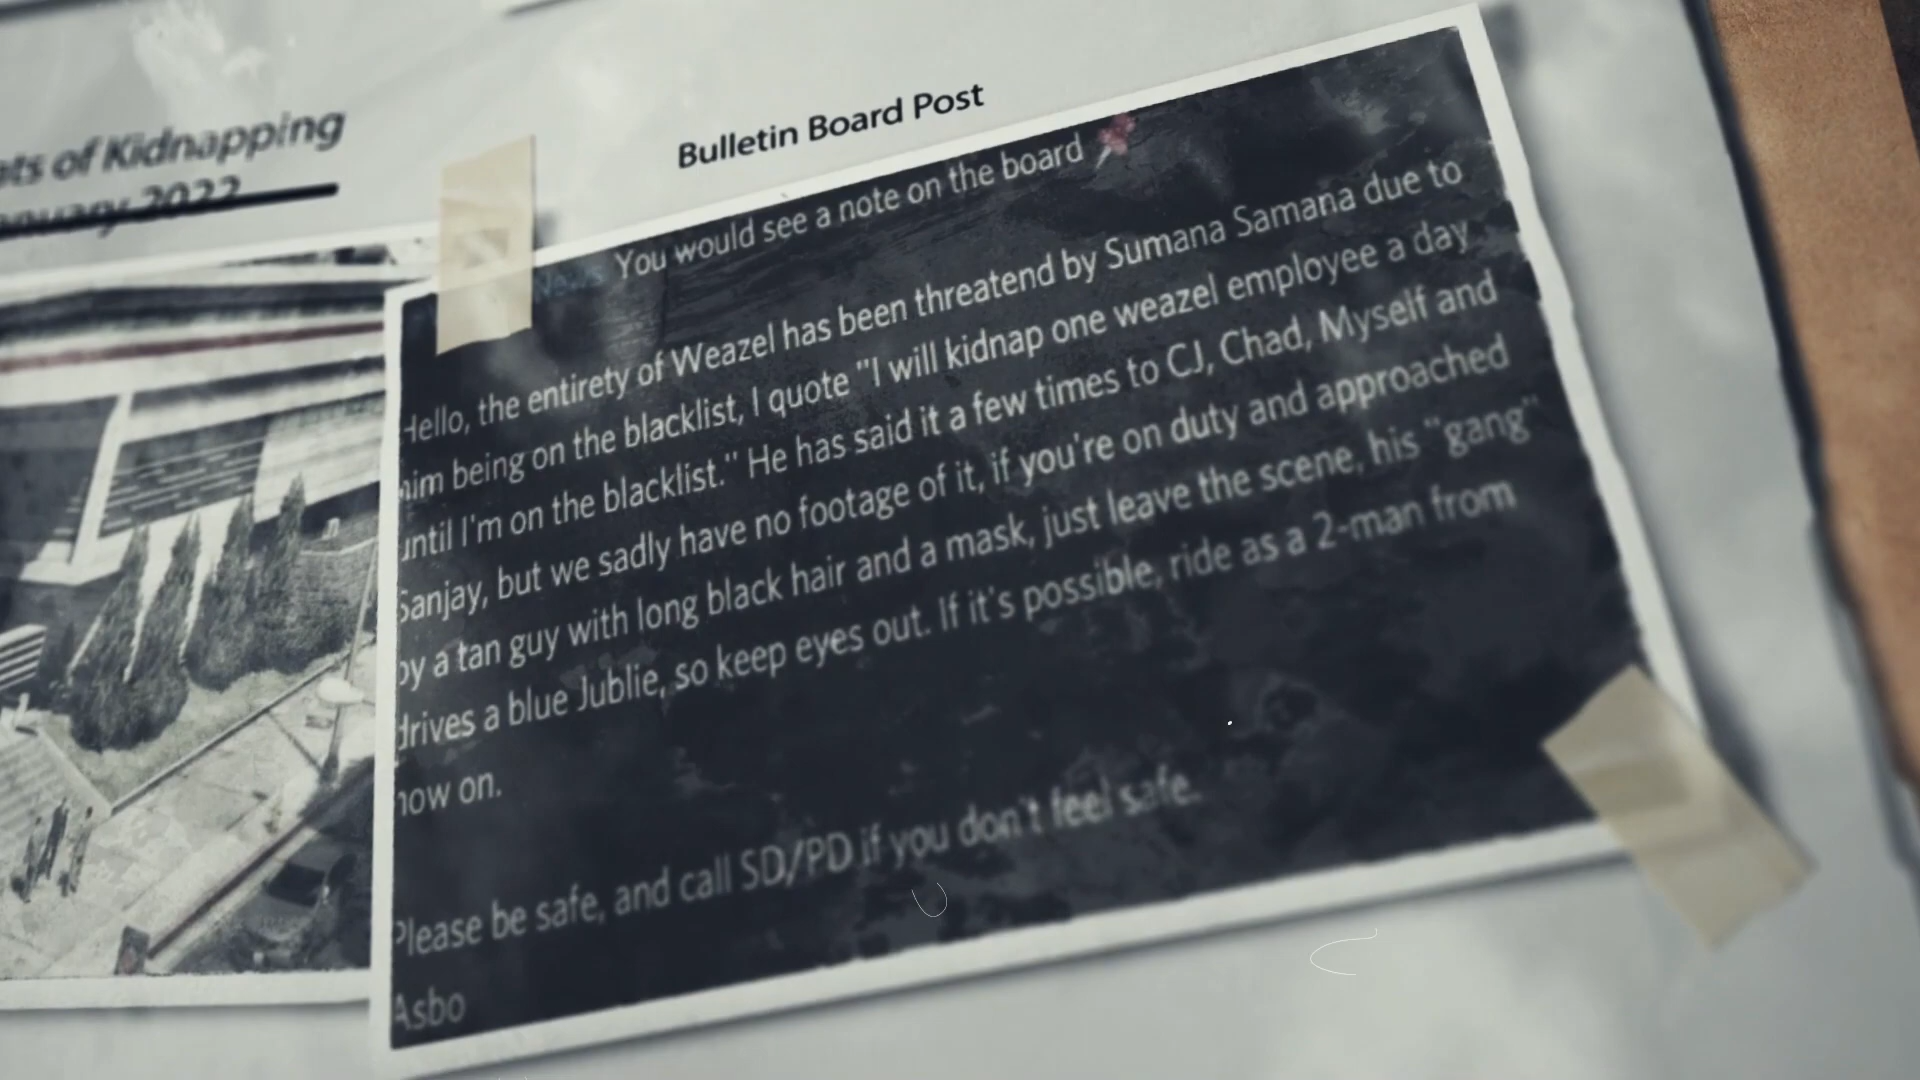 of Kidnapping
2022
Bulletin Board Post
You would see a note on the board
Hello, the entirety of Weazel has been threatend by Sumana Samana due to
him being on the blacklist, I quote "I will kidnap one weazel employee a day
until I'm on the blacklist." He has said it a few times to CJ, Chad, Myself and
Sanjay, but we sadly have no footage of it, if you're on duty and approached
by a tan guy with long black hair and a mask, just leave the scene, his "gang"
drives a blue Jublie, so keep eyes out. If it's possible, ride as a 2-man from
now on.
Please be safe, and call SD/PD if you don't feel safe.
Asbo